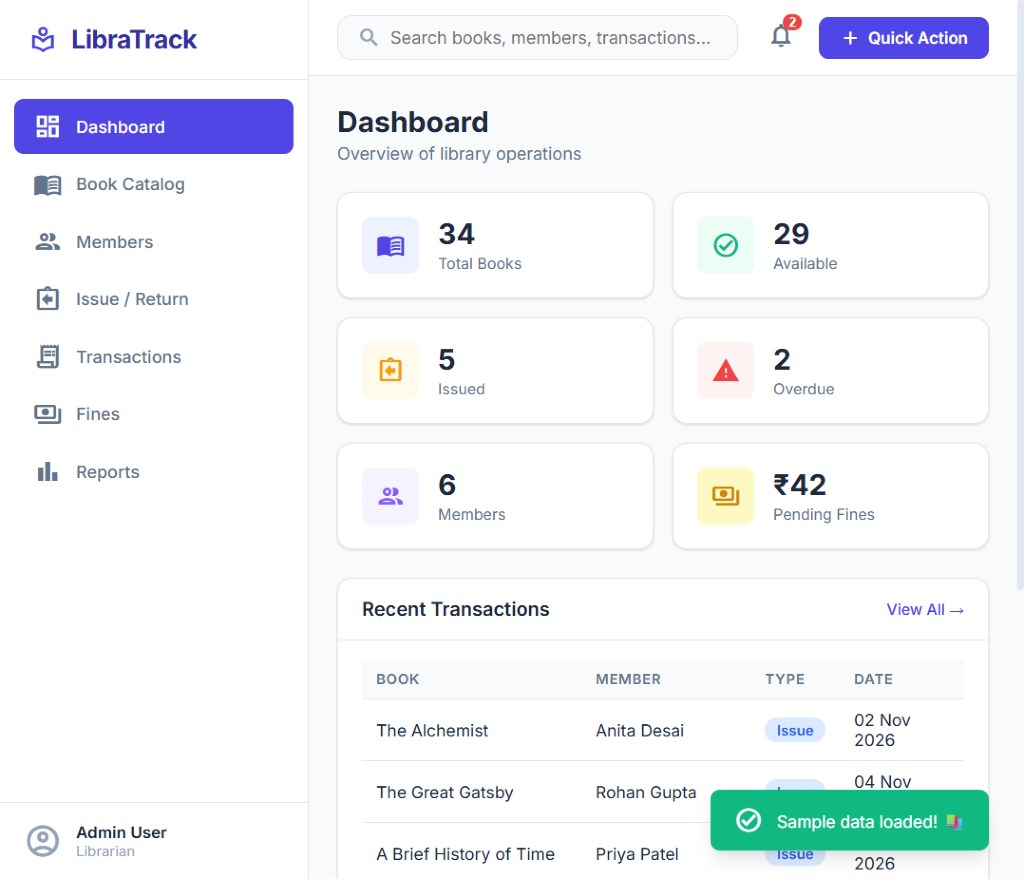 LibraTrack
Search books, members, transactions...
2
+ Quick Action
Dashboard
Book Catalog
Members
Issue / Return
Transactions
Fines
Reports
Admin User
Librarian
Dashboard
Overview of library operations
34
Total Books
29
Available
5
Issued
2
Overdue
6
Members
₹42
Pending Fines
Recent Transactions
View All →
BOOK MEMBER TYPE DATE
The Alchemist Anita Desai Issue 02 Nov
2026
The Great Gatsby Rohan Gupta 04 Nov
A Brief History of Time Priya Patel Issue
2026
Sample data loaded!